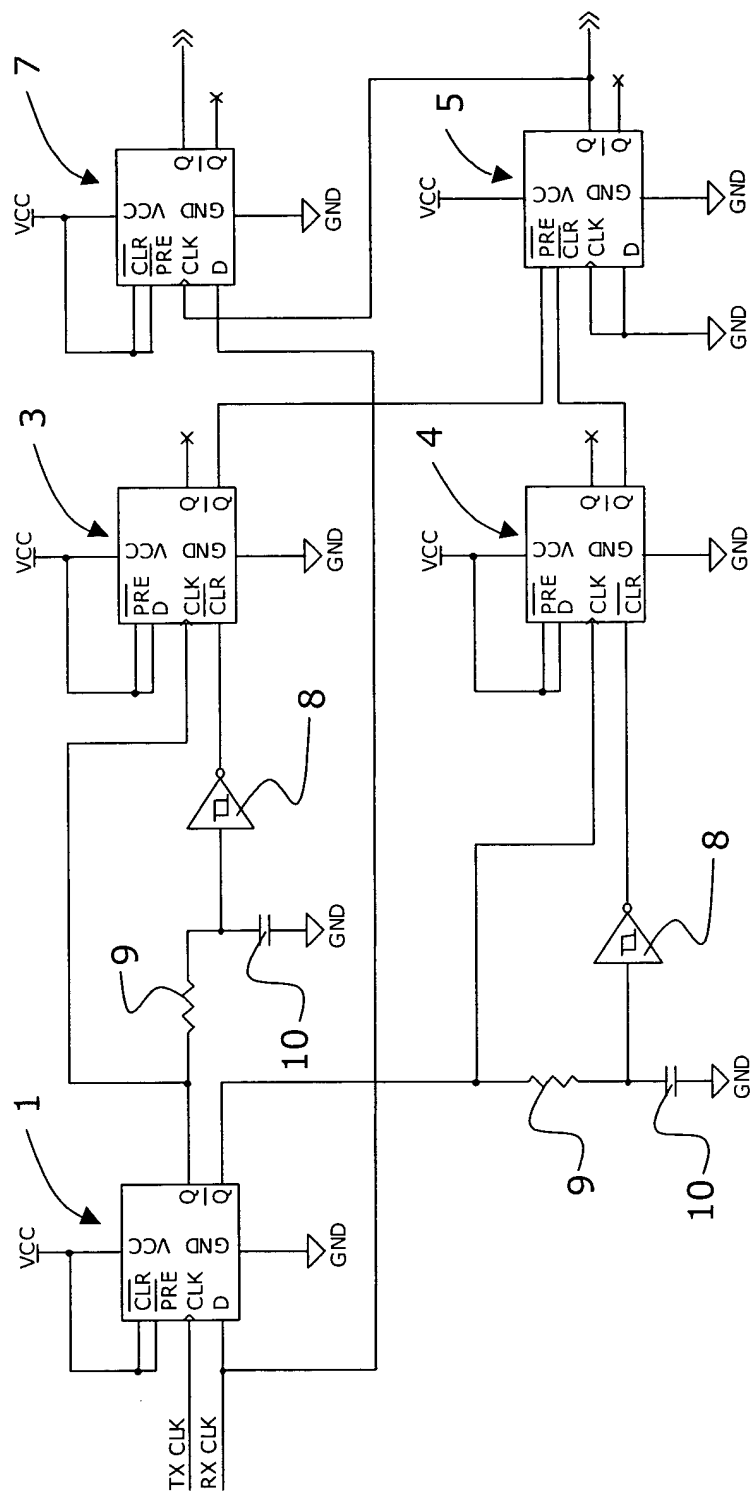 VCC
1
CLR
PRE
CLK
D
VCC
GND
Q
Q
GND
TX CLK
RX CLK
9
10
GND
8
VCC
3
PRE
D
CLK
CLR
VCC
GND
Q
Q
GND
VCC
7
CLR
PRE
CLK
D
VCC
GND
Q
Q
GND
9
10
GND
8
VCC
4
PRE
D
CLK
CLR
VCC
GND
Q
Q
GND
VCC
5
PRE
CLR
CLK
D
VCC
GND
Q
Q
GND
GND